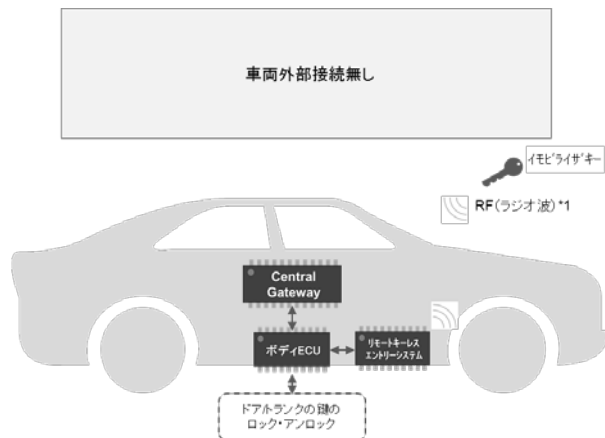 車両外部接続無し
イモビライザキー
RF(ラジオ波)*1
Central
Gateway
ボディECU
リモートキーレス
エントリーシステム
ドア/トランクの鍵の
ロック・アンロック